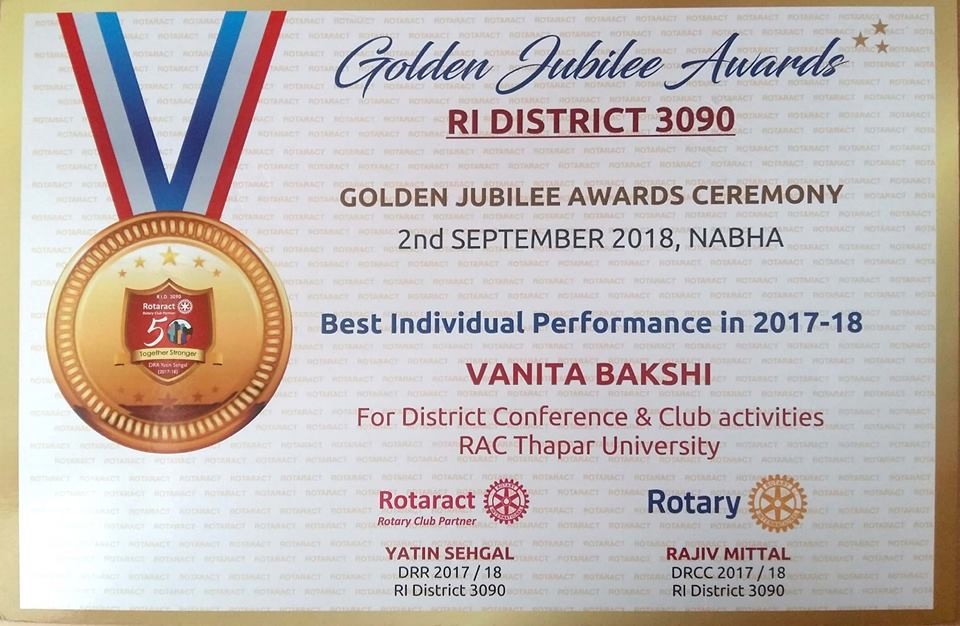 Golden Jubilee Awards
RI DISTRICT 3090
GOLDEN JUBILEE AWARDS CEREMONY
2nd SEPTEMBER 2018, NABHA
Best Individual Performance in 2017-18
VANITA BAKSHI
For District Conference & Club activities
RAC Thapar University
R.I.D. 3090
Rotaract
Rotary Club Partner
50
Together Stronger
DRR Yatin Sehgal
(2017-18)
Rotaract
Rotary Club Partner
YATIN SEHGAL
DRR 2017 / 18
RI District 3090
Rotary
RAJIV MITTAL
DRCC 2017 / 18
RI District 3090